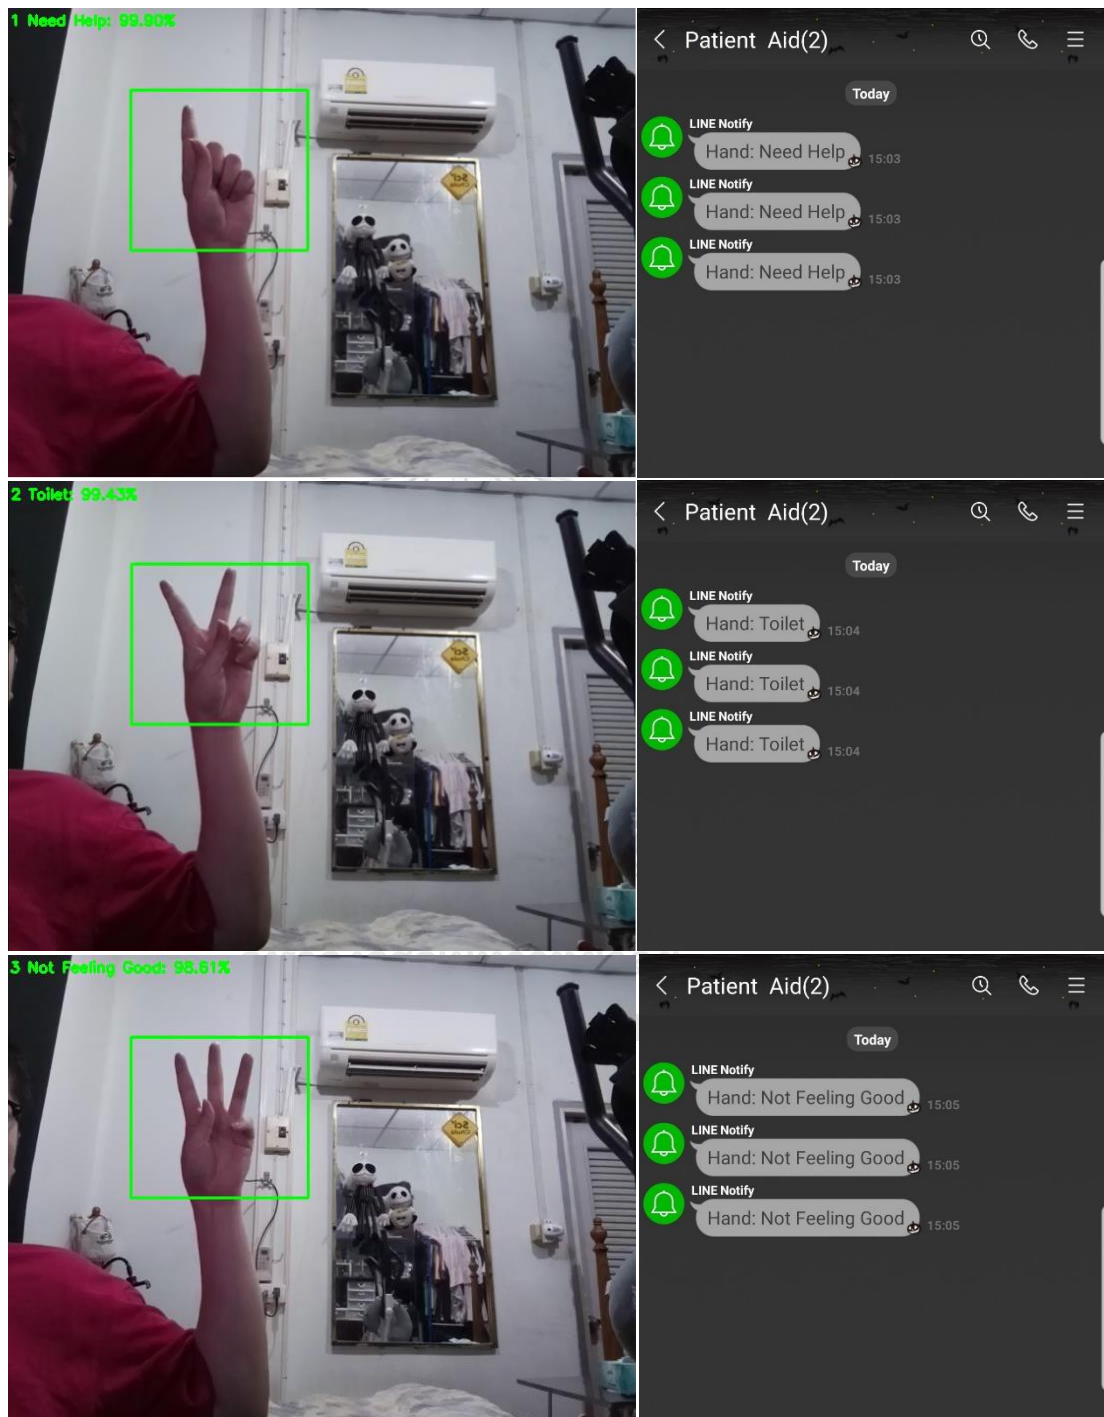 1 Need Help: 99.90%
Patient Aid(2)
Today
LINE Notify
Hand: Need Help
15:03
LINE Notify
Hand: Need Help
15:03
LINE Notify
Hand: Need Help
15:03
2 Toilet: 99.43%
Patient Aid(2)
Today
LINE Notify
Hand: Toilet
15:04
LINE Notify
Hand: Toilet
15:04
LINE Notify
Hand: Toilet
15:04
3 Not Feeling Good: 98.61%
Patient Aid(2)
Today
LINE Notify
Hand: Not Feeling Good
15:05
LINE Notify
Hand: Not Feeling Good
15:05
LINE Notify
Hand: Not Feeling Good
15:05